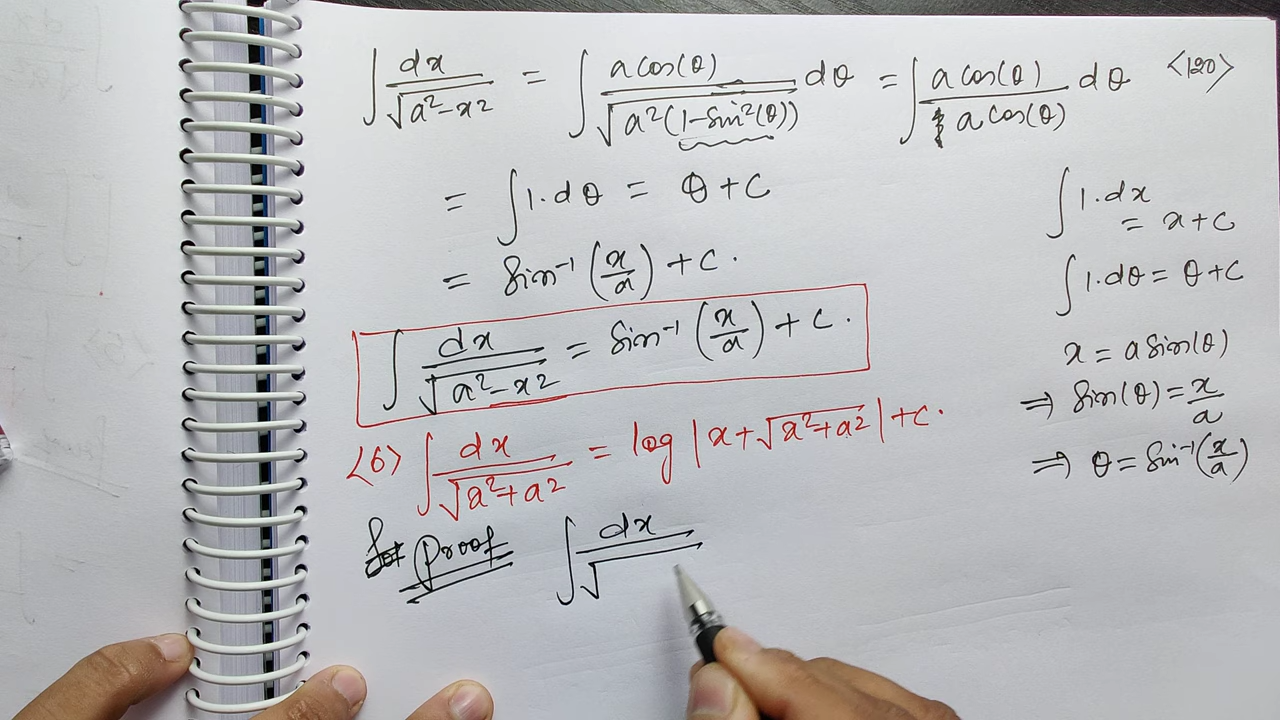 ∫ dx/√(a²−x²) = ∫ a cos(θ)/√(a²(1−Sin²(θ))) dθ = ∫ a cos(θ)/a cos(θ) dθ <120>
= ∫ 1.dθ = θ + C
= Sin⁻¹(x/a) + C.
∫ dx/√(a²−x²) = Sin⁻¹(x/a) + C.
<6> ∫ dx/√(x²+a²) = log |x+√(x²+a²)| + C.
Proof ∫ dx/√
∫ 1.dx
= x + C
∫ 1.dθ = θ + C
x = a Sin(θ)
⇒ Sin(θ) = x/a
⇒ θ = Sin⁻¹(x/a)